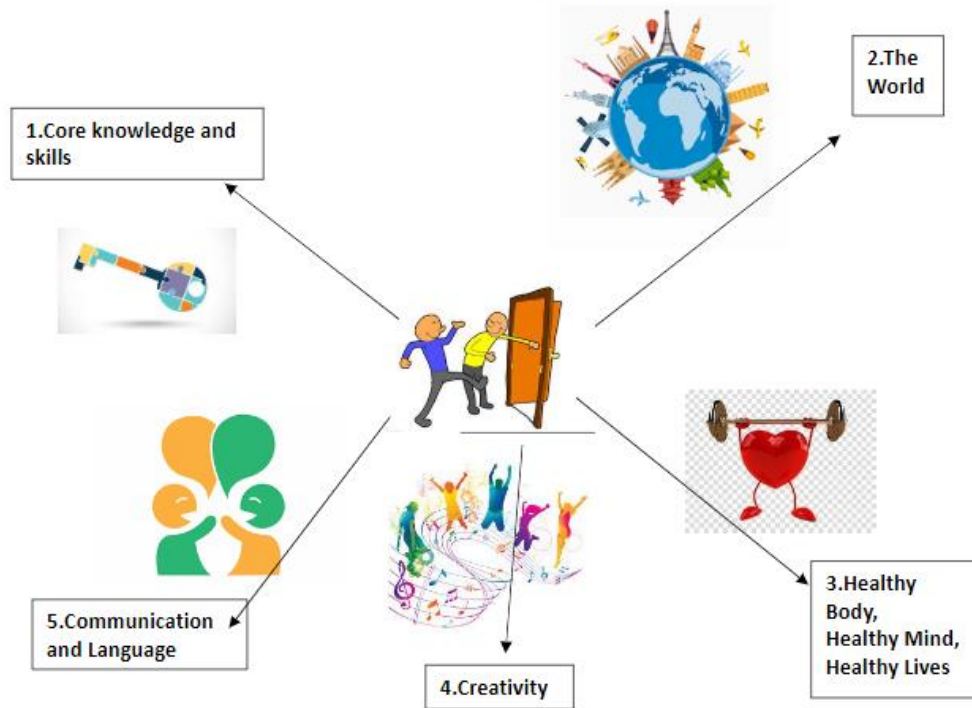 1.Core knowledge and
skills
2.The
World
3.Healthy
Body,
Healthy Mind,
Healthy Lives
4.Creativity
5.Communication
and Language